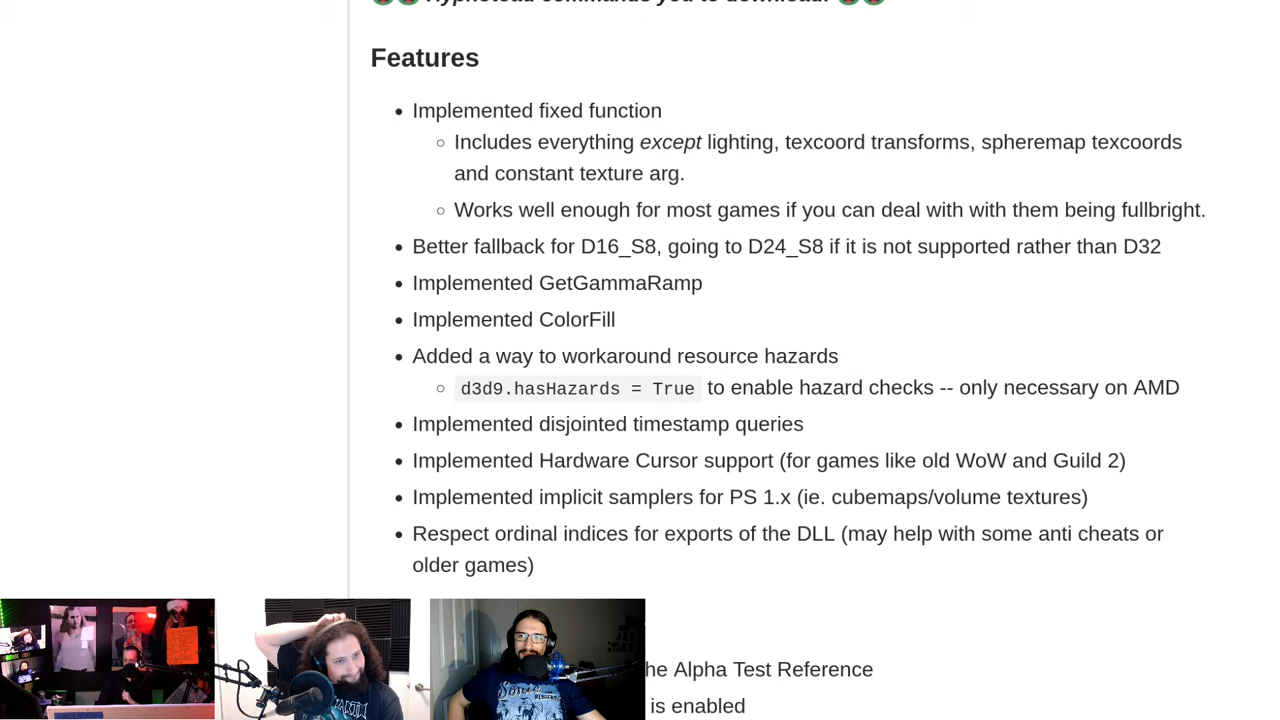 Hypnotoad commands you to download!
Features
• Implemented fixed function
◦ Includes everything except lighting, texcoord transforms, spheremap texcoords
and constant texture arg.
◦ Works well enough for most games if you can deal with with them being fullbright.
• Better fallback for D16_S8, going to D24_S8 if it is not supported rather than D32
• Implemented GetGammaRamp
• Implemented ColorFill
• Added a way to workaround resource hazards
◦ d3d9.hasHazards = True to enable hazard checks -- only necessary on AMD
• Implemented disjointed timestamp queries
• Implemented Hardware Cursor support (for games like old WoW and Guild 2)
• Implemented implicit samplers for PS 1.x (ie. cubemaps/volume textures)
• Respect ordinal indices for exports of the DLL (may help with some anti cheats or
older games)
he Alpha Test Reference
is enabled